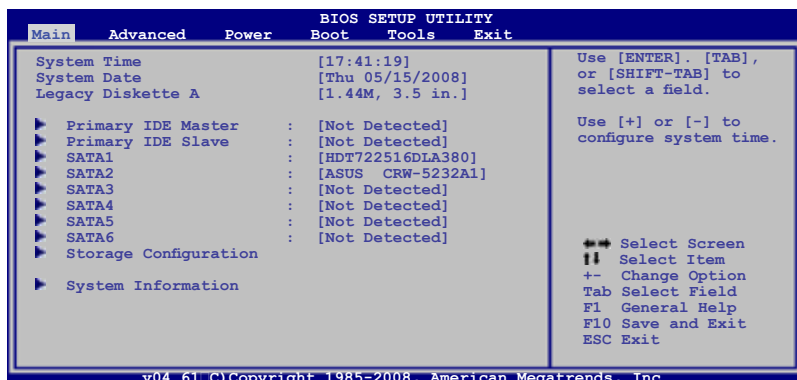 BIOS SETUP UTILITY
Main Advanced Power Boot Tools Exit
System Time [17:41:19]
System Date [Thu 05/15/2008]
Legacy Diskette A [1.44M, 3.5 in.]
Primary IDE Master : [Not Detected]
Primary IDE Slave : [Not Detected]
SATA1 : [HDT722516DLA380]
SATA2 : [ASUS CRW-5232A1]
SATA3 : [Not Detected]
SATA4 : [Not Detected]
SATA5 : [Not Detected]
SATA6 : [Not Detected]
Storage Configuration
System Information
Use [ENTER]. [TAB],
or [SHIFT-TAB] to
select a field.
Use [+] or [-] to
configure system time.
Select Screen
Select Item
+- Change Option
Tab Select Field
F1 General Help
F10 Save and Exit
ESC Exit
v04.61 (C)Copyright 1985-2008, American Megatrends, Inc.